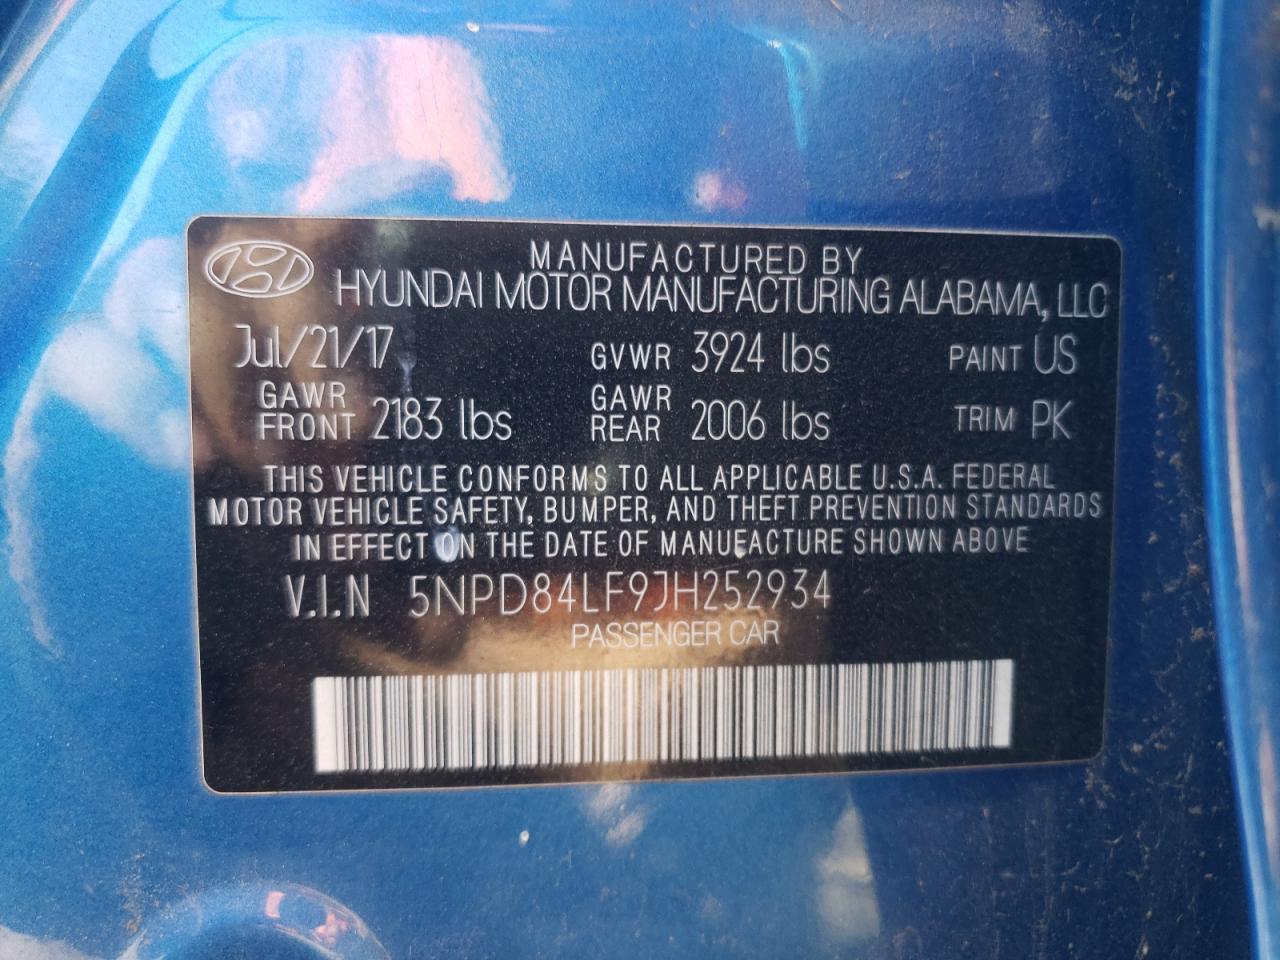 MANUFACTURED BY
HYUNDAI MOTOR MANUFACTURING ALABAMA, LLC
Jul/21/17 GVWR 3924 lbs PAINT US
GAWR FRONT 2183 lbs GAWR REAR 2006 lbs TRIM PK
THIS VEHICLE CONFORMS TO ALL APPLICABLE U.S.A. FEDERAL
MOTOR VEHICLE SAFETY, BUMPER, AND THEFT PREVENTION STANDARDS
IN EFFECT ON THE DATE OF MANUFACTURE SHOWN ABOVE
V.I.N 5NPD84LF9JH252934
PASSENGER CAR